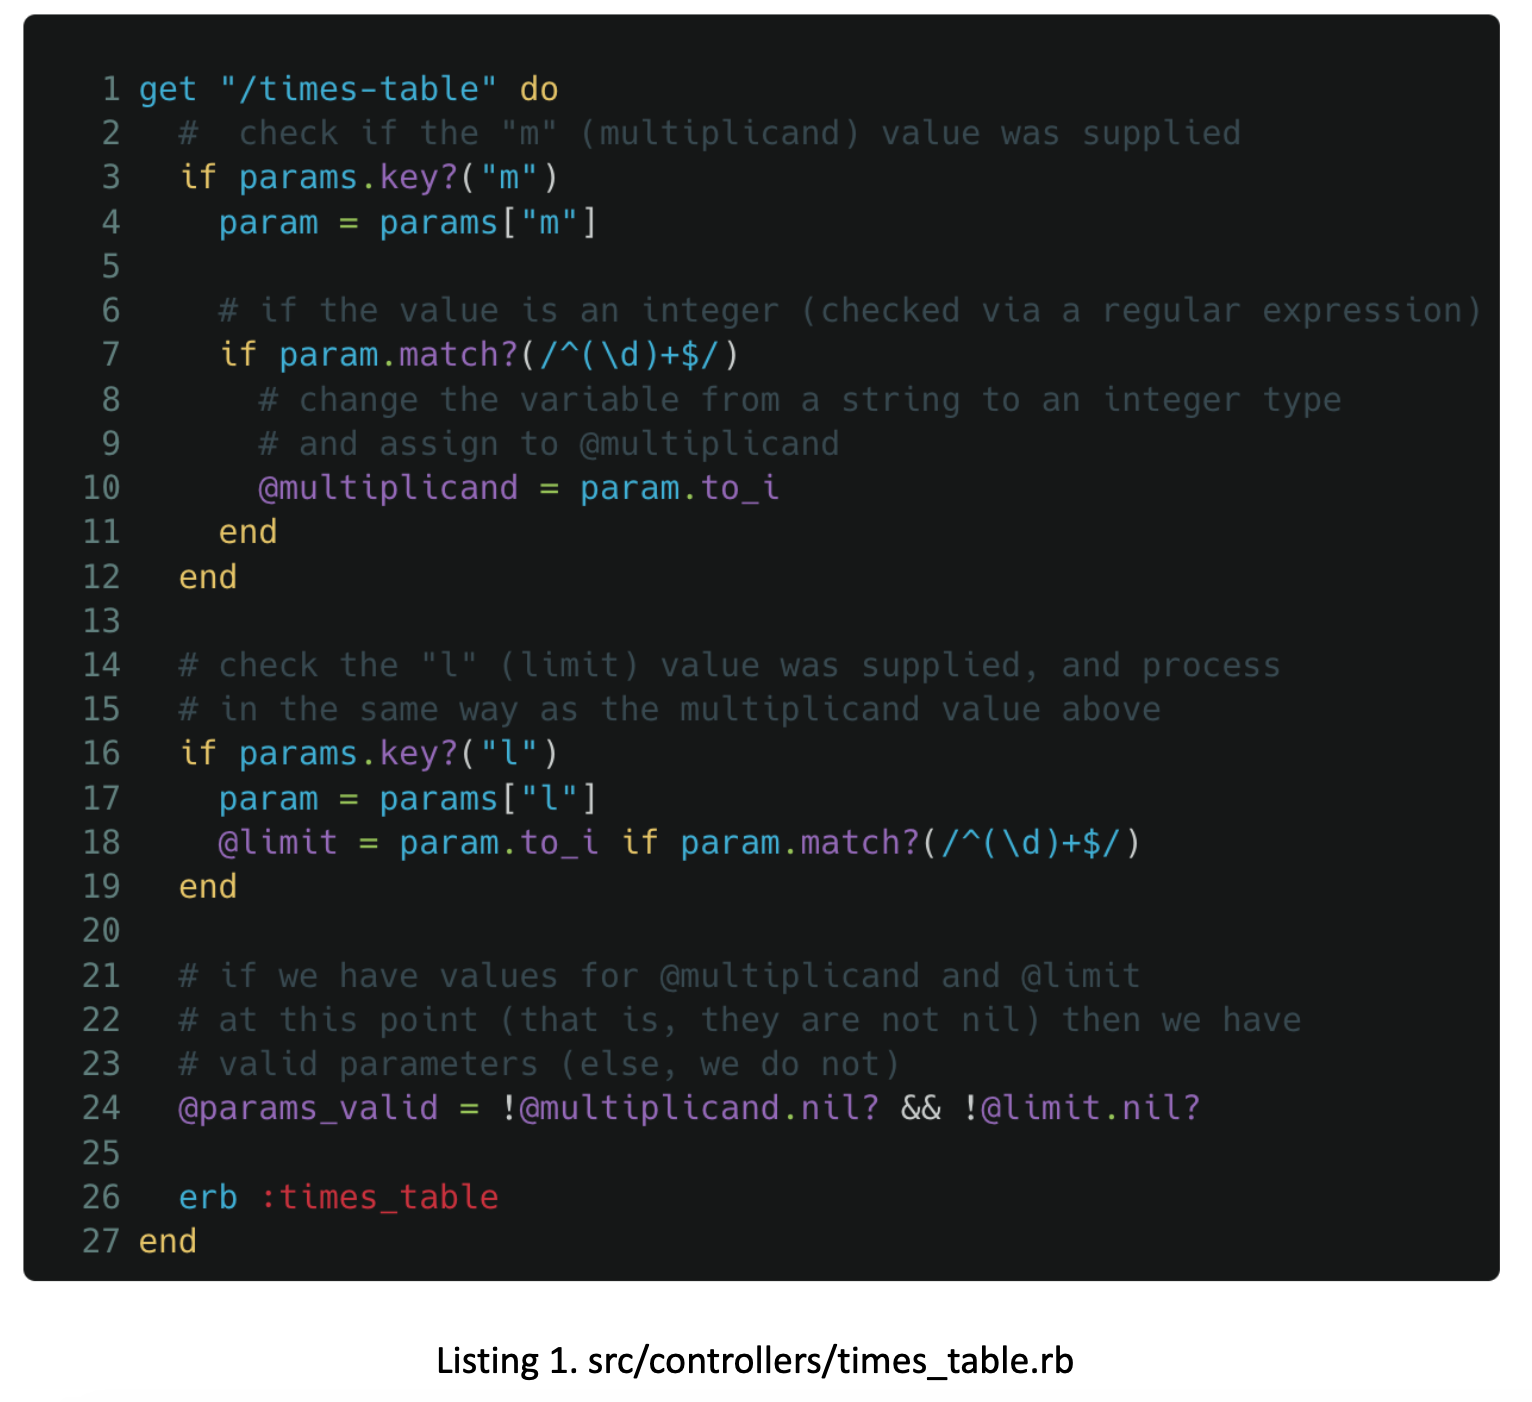 1 get "/times-table" do
2   #  check if the "m" (multiplicand) value was supplied
3   if params.key?("m")
4     param = params["m"]
5
6     # if the value is an integer (checked via a regular expression)
7     if param.match?(/^(\d)+$/)
8       # change the variable from a string to an integer type
9       # and assign to @multiplicand
10       @multiplicand = param.to_i
11     end
12   end
13
14   # check the "l" (limit) value was supplied, and process
15   # in the same way as the multiplicand value above
16   if params.key?("l")
17     param = params["l"]
18     @limit = param.to_i if param.match?(/^(\d)+$/)
19   end
20
21   # if we have values for @multiplicand and @limit
22   # at this point (that is, they are not nil) then we have
23   # valid parameters (else, we do not)
24   @params_valid = !@multiplicand.nil? && !@limit.nil?
25
26   erb :times_table
27 end
Listing 1. src/controllers/times_table.rb